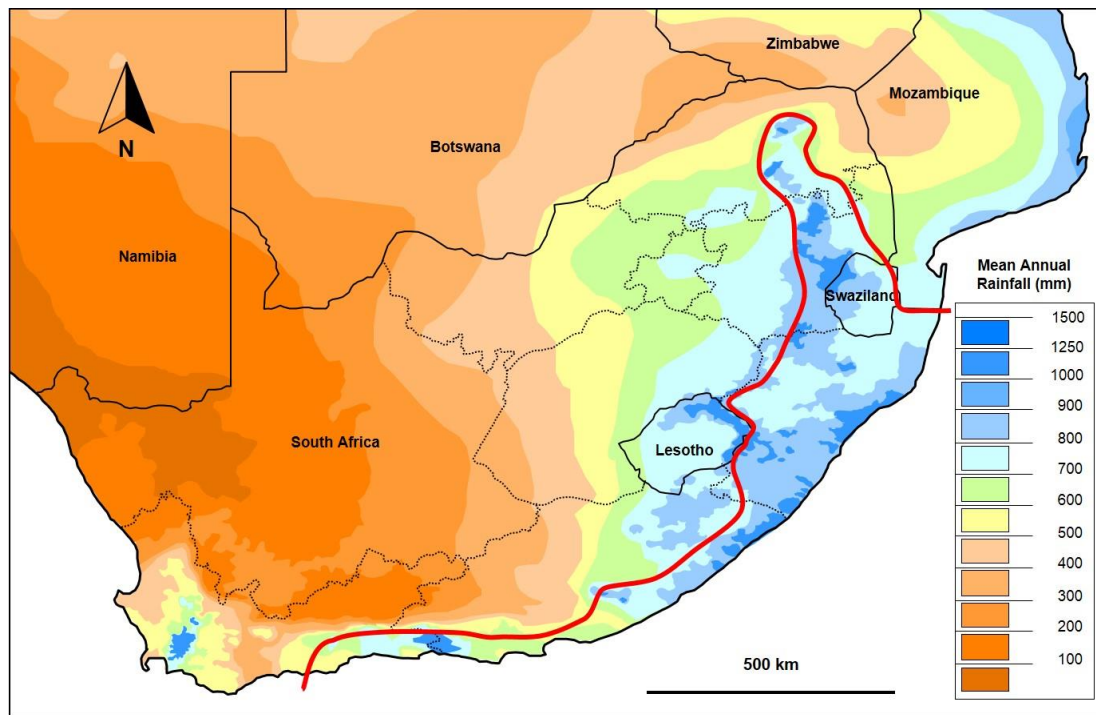 Zimbabwe
Mozambique
N
Botswana
Namibia
Mean Annual
Rainfall (mm)
Swaziland
1500
1250
1000
900
800
700
600
500
400
300
200
100
South Africa
Lesotho
500 km